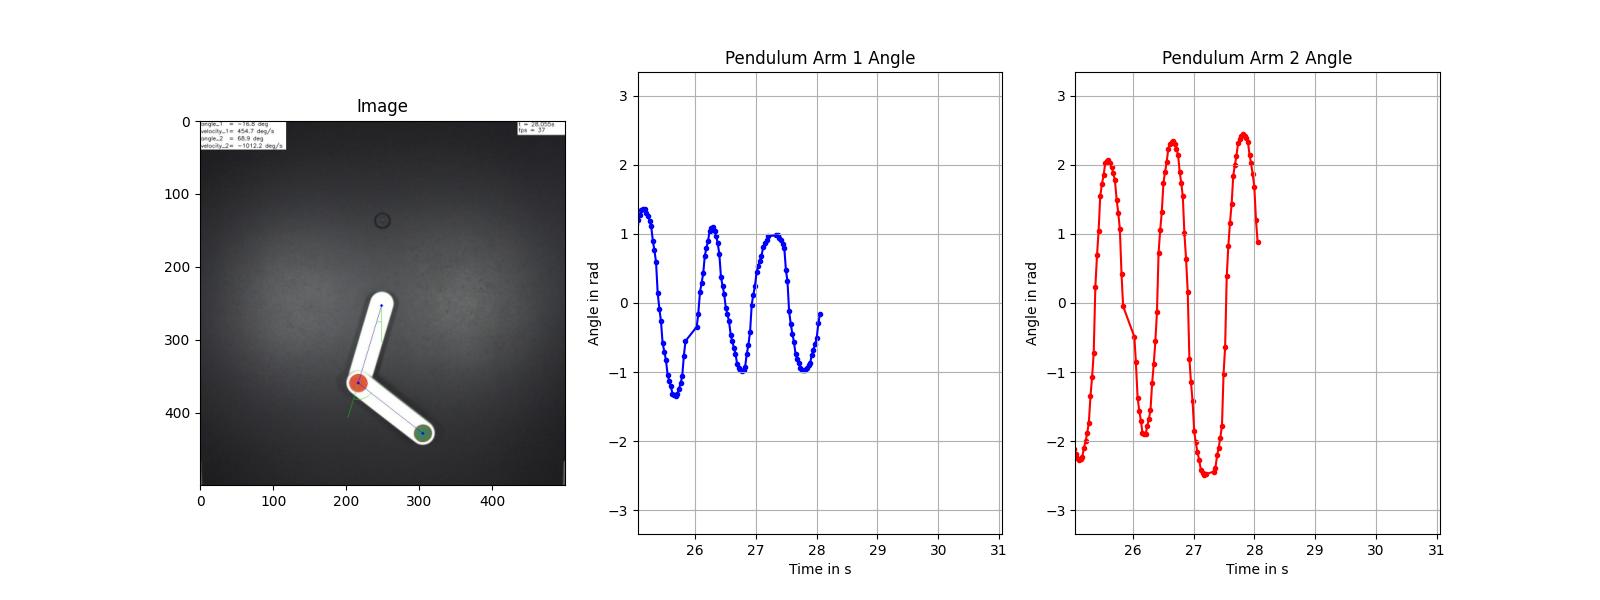 Image
Pendulum Arm 1 Angle
Pendulum Arm 2 Angle
angle_1 = -16.8 deg
velocity_1= 454.7 deg/s
angle_2 = 68.9 deg
velocity_2= -1012.2 deg/s
t = 28.055s
fps = 37
0
100
200
300
400
0 100 200 300 400
Angle in rad
3
2
1
0
−1
−2
−3
26 27 28 29 30 31
Time in s
Angle in rad
3
2
1
0
−1
−2
−3
26 27 28 29 30 31
Time in s